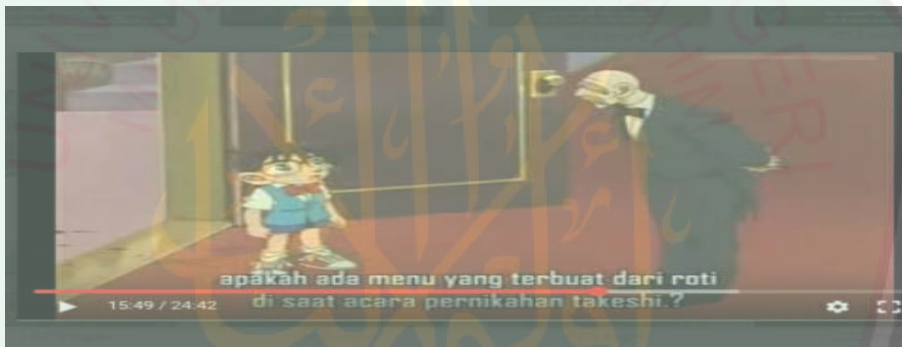 apakah ada menu yang terbuat dari roti
di saat acara pernikahan takeshi.?
15:49 / 24:42